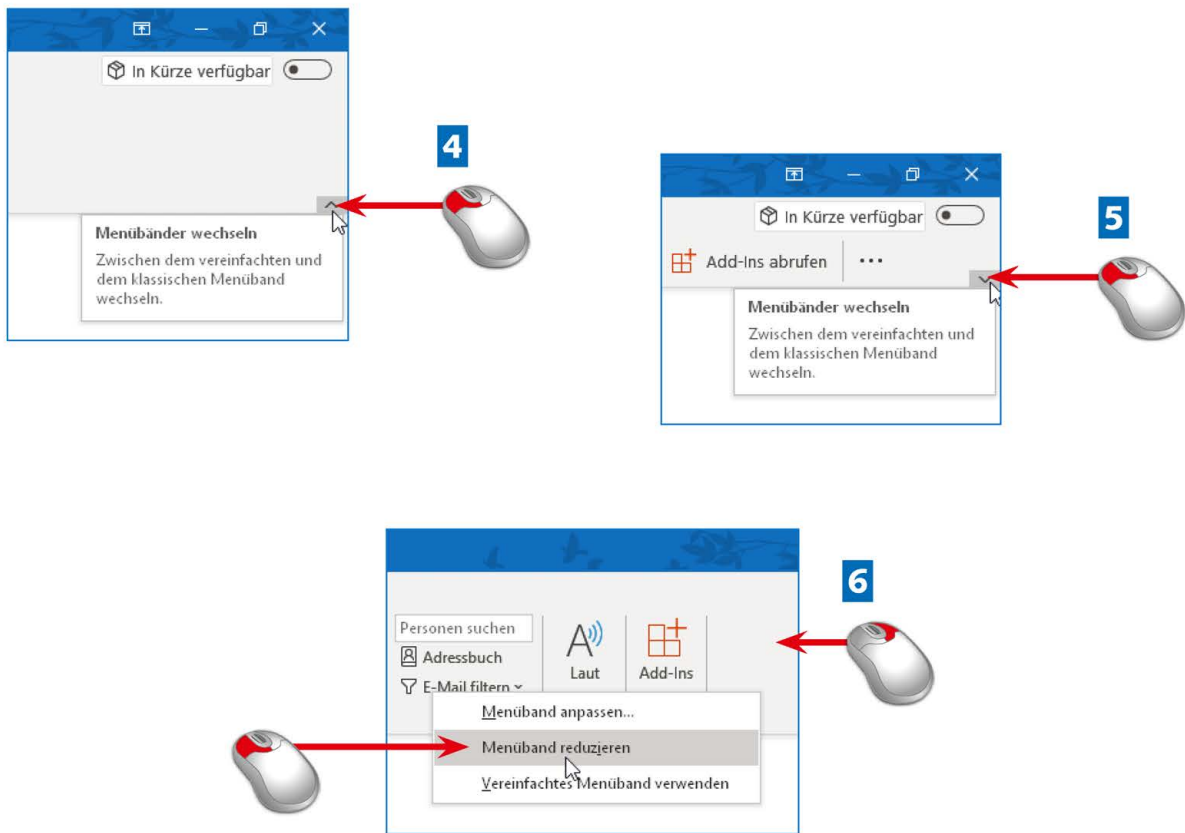 In Kürze verfügbar
4
Menübänder wechseln
Zwischen dem vereinfachten und
dem klassischen Menüband
wechseln.
In Kürze verfügbar
5
Add-Ins abrufen
Menübänder wechseln
Zwischen dem vereinfachten und
dem klassischen Menüband
wechseln.
6
Personen suchen
Adressbuch
E-Mail filtern
Laut
Add-Ins
Menüband anpassen...
Menüband reduzieren
Vereinfachtes Menüband verwenden